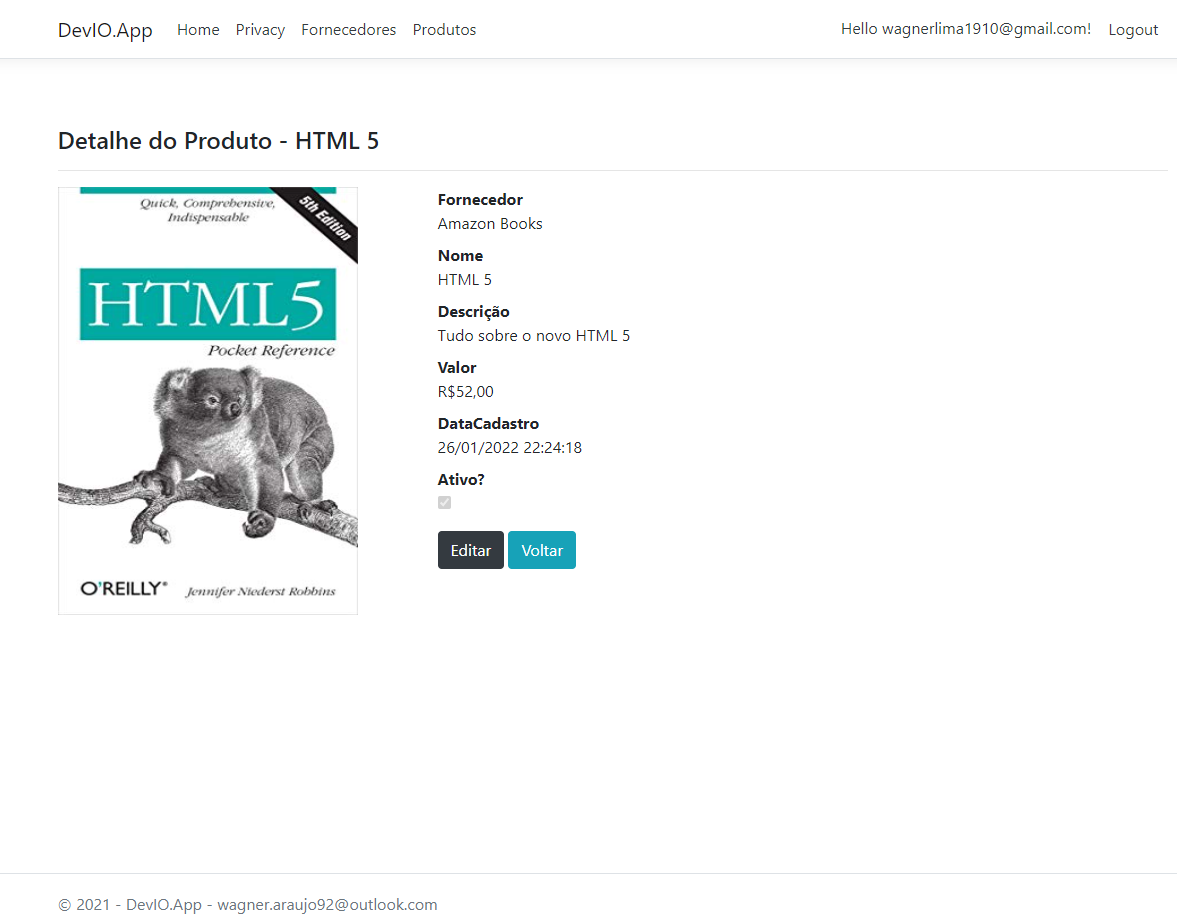 DevIO.App Home Privacy Fornecedores Produtos Hello wagnerlima1910@gmail.com! Logout
Detalhe do Produto - HTML 5
Quick, Comprehensive,
Indispensable
5th Edition
HTML5
Pocket Reference
O'REILLY® Jennifer Niederst Robbins
Fornecedor
Amazon Books
Nome
HTML 5
Descrição
Tudo sobre o novo HTML 5
Valor
R$52,00
DataCadastro
26/01/2022 22:24:18
Ativo?
Editar Voltar
© 2021 - DevIO.App - wagner.araujo92@outlook.com